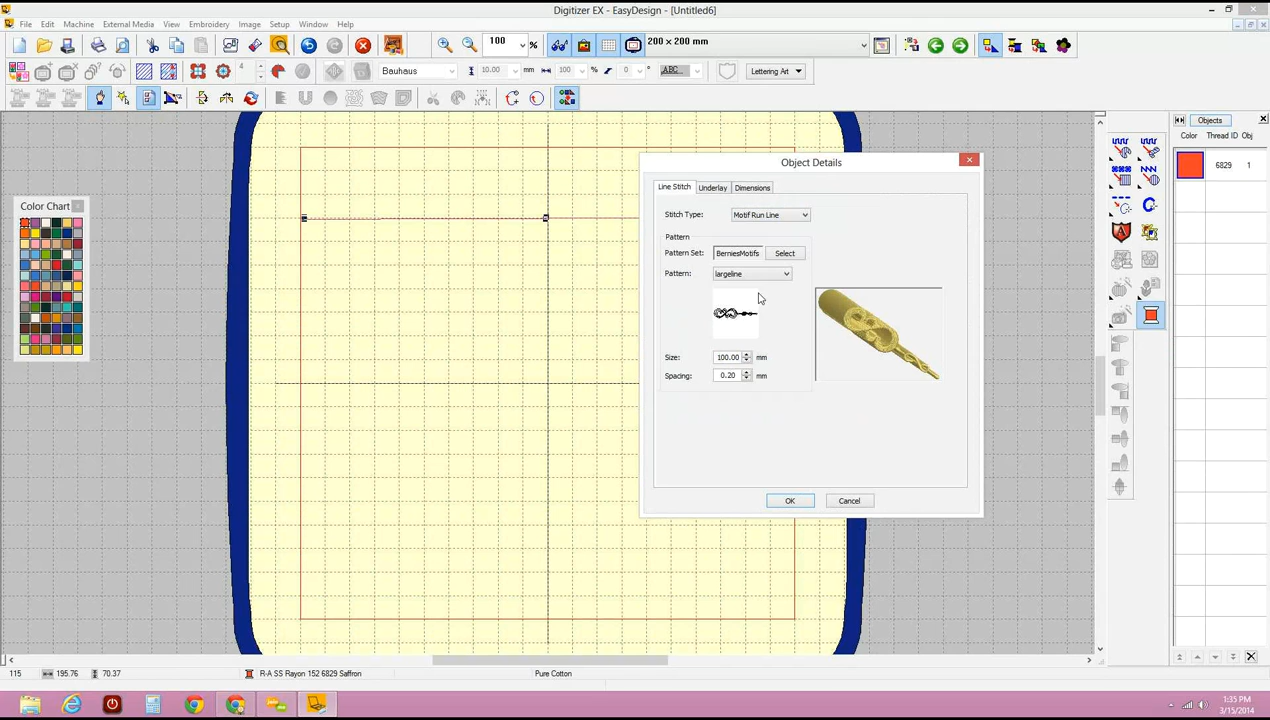 Digitizer EX - EasyDesign - [Untitled6]
File Edit Machine External Media View Embroidery Image Setup Window Help
100 % 200 x 200 mm
4 Bauhaus 10.00 mm 100 % 0 ° ABC Lettering Art
Objects
Color Thread ID Obj
6829 1
Color Chart
Object Details
Line Stitch Underlay Dimensions
Stitch Type: Motif Run Line
Pattern
Pattern Set: BerniesMotifs Select
Pattern: largeline
Size: 100.00 mm
Spacing: 0.20 mm
OK Cancel
115 195.76 70.37 R-A SS Rayon 152 6829 Saffron Pure Cotton
1:35 PM
3/15/2014